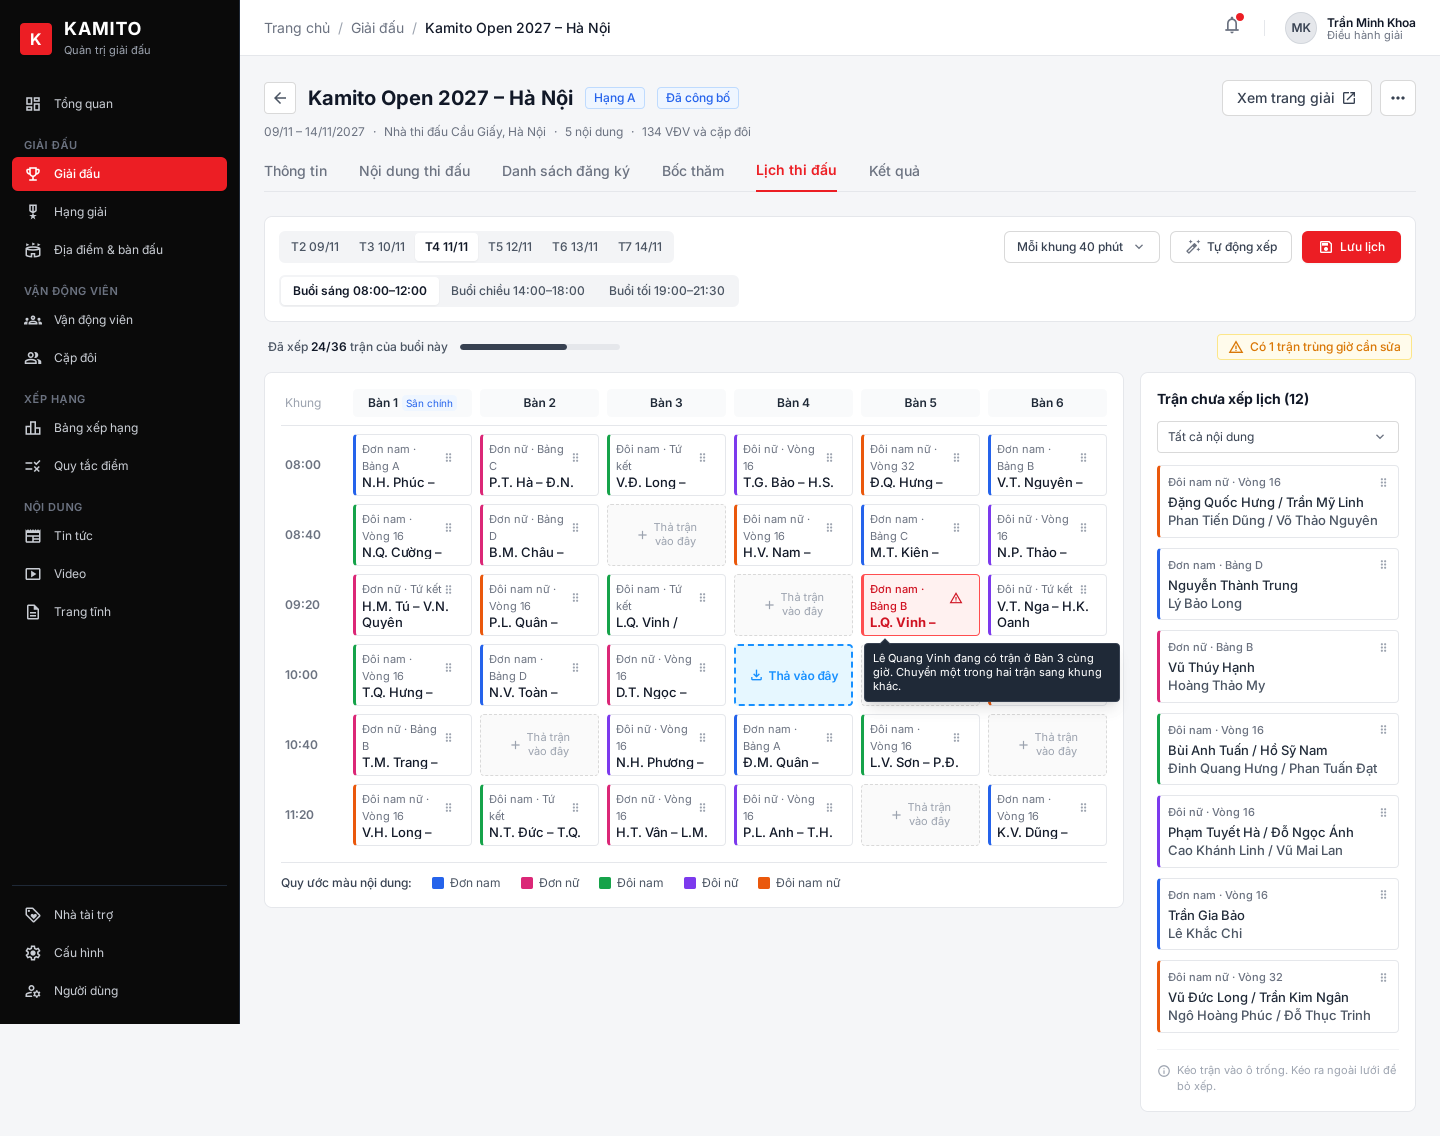 K
KAMITO
Quản trị giải đấu
Tổng quan
GIẢI ĐẤU
Giải đấu
Hạng giải
Địa điểm & bàn đấu
VẬN ĐỘNG VIÊN
Vận động viên
Cặp đôi
XẾP HẠNG
Bảng xếp hạng
Quy tắc điểm
NỘI DUNG
Tin tức
Video
Trang tĩnh
Nhà tài trợ
Cấu hình
Người dùng
Trang chủ / Giải đấu / Kamito Open 2027 – Hà Nội
MK
Trần Minh Khoa
Điều hành giải
Kamito Open 2027 – Hà Nội
Hạng A
Đã công bố
Xem trang giải
09/11 – 14/11/2027 · Nhà thi đấu Cầu Giấy, Hà Nội · 5 nội dung · 134 VĐV và cặp đôi
Thông tin
Nội dung thi đấu
Danh sách đăng ký
Bốc thăm
Lịch thi đấu
Kết quả
T2 09/11
T3 10/11
T4 11/11
T5 12/11
T6 13/11
T7 14/11
Mỗi khung 40 phút
Tự động xếp
Lưu lịch
Buổi sáng 08:00–12:00
Buổi chiều 14:00–18:00
Buổi tối 19:00–21:30
Đã xếp 24/36 trận của buổi này
Có 1 trận trùng giờ cần sửa
Khung
Bàn 1 Sân chính
Bàn 2
Bàn 3
Bàn 4
Bàn 5
Bàn 6
08:00
Đơn nam ·
Bảng A
N.H. Phúc –
Đơn nữ · Bảng
C
P.T. Hà – Đ.N.
Đôi nam · Tứ
kết
V.Đ. Long –
Đôi nữ · Vòng
16
T.G. Bảo – H.S.
Đôi nam nữ ·
Vòng 32
Đ.Q. Hưng –
Đơn nam ·
Bảng B
V.T. Nguyên –
08:40
Đôi nam ·
Vòng 16
N.Q. Cường –
Đơn nữ · Bảng
D
B.M. Châu –
Thả trận
vào đây
Đôi nam nữ ·
Vòng 16
H.V. Nam –
Đơn nam ·
Bảng C
M.T. Kiên –
Đôi nữ · Vòng
16
N.P. Thảo –
09:20
Đơn nữ · Tứ kết
H.M. Tú – V.N.
Quyên
Đôi nam nữ ·
Vòng 16
P.L. Quân –
Đôi nam · Tứ
kết
L.Q. Vinh /
Thả trận
vào đây
Đơn nam ·
Bảng B
L.Q. Vinh –
Đôi nữ · Tứ kết
V.T. Nga – H.K.
Oanh
10:00
Đôi nam ·
Vòng 16
T.Q. Hưng –
Đơn nam ·
Bảng D
N.V. Toàn –
Đơn nữ · Vòng
16
D.T. Ngọc –
Thả vào đây
Lê Quang Vinh đang có trận ở Bàn 3 cùng
giờ. Chuyển một trong hai trận sang khung
khác.
10:40
Đơn nữ · Bảng
B
T.M. Trang –
Thả trận
vào đây
Đôi nữ · Vòng
16
N.H. Phương –
Đơn nam ·
Bảng A
Đ.M. Quân –
Đôi nam ·
Vòng 16
L.V. Sơn – P.Đ.
Thả trận
vào đây
11:20
Đôi nam nữ ·
Vòng 16
V.H. Long –
Đôi nam · Tứ
kết
N.T. Đức – T.Q.
Đơn nữ · Vòng
16
H.T. Vân – L.M.
Đôi nữ · Vòng
16
P.L. Anh – T.H.
Thả trận
vào đây
Đơn nam ·
Vòng 16
K.V. Dũng –
Quy ước màu nội dung:
Đơn nam
Đơn nữ
Đôi nam
Đôi nữ
Đôi nam nữ
Trận chưa xếp lịch (12)
Tất cả nội dung
Đôi nam nữ · Vòng 16
Đặng Quốc Hưng / Trần Mỹ Linh
Phan Tiến Dũng / Võ Thảo Nguyên
Đơn nam · Bảng D
Nguyễn Thành Trung
Lý Bảo Long
Đơn nữ · Bảng B
Vũ Thúy Hạnh
Hoàng Thảo My
Đôi nam · Vòng 16
Bùi Anh Tuấn / Hồ Sỹ Nam
Đinh Quang Hưng / Phan Tuấn Đạt
Đôi nữ · Vòng 16
Phạm Tuyết Hà / Đỗ Ngọc Ánh
Cao Khánh Linh / Vũ Mai Lan
Đơn nam · Vòng 16
Trần Gia Bảo
Lê Khắc Chi
Đôi nam nữ · Vòng 32
Vũ Đức Long / Trần Kim Ngân
Ngô Hoàng Phúc / Đỗ Thục Trinh
Kéo trận vào ô trống. Kéo ra ngoài lưới để
bỏ xếp.